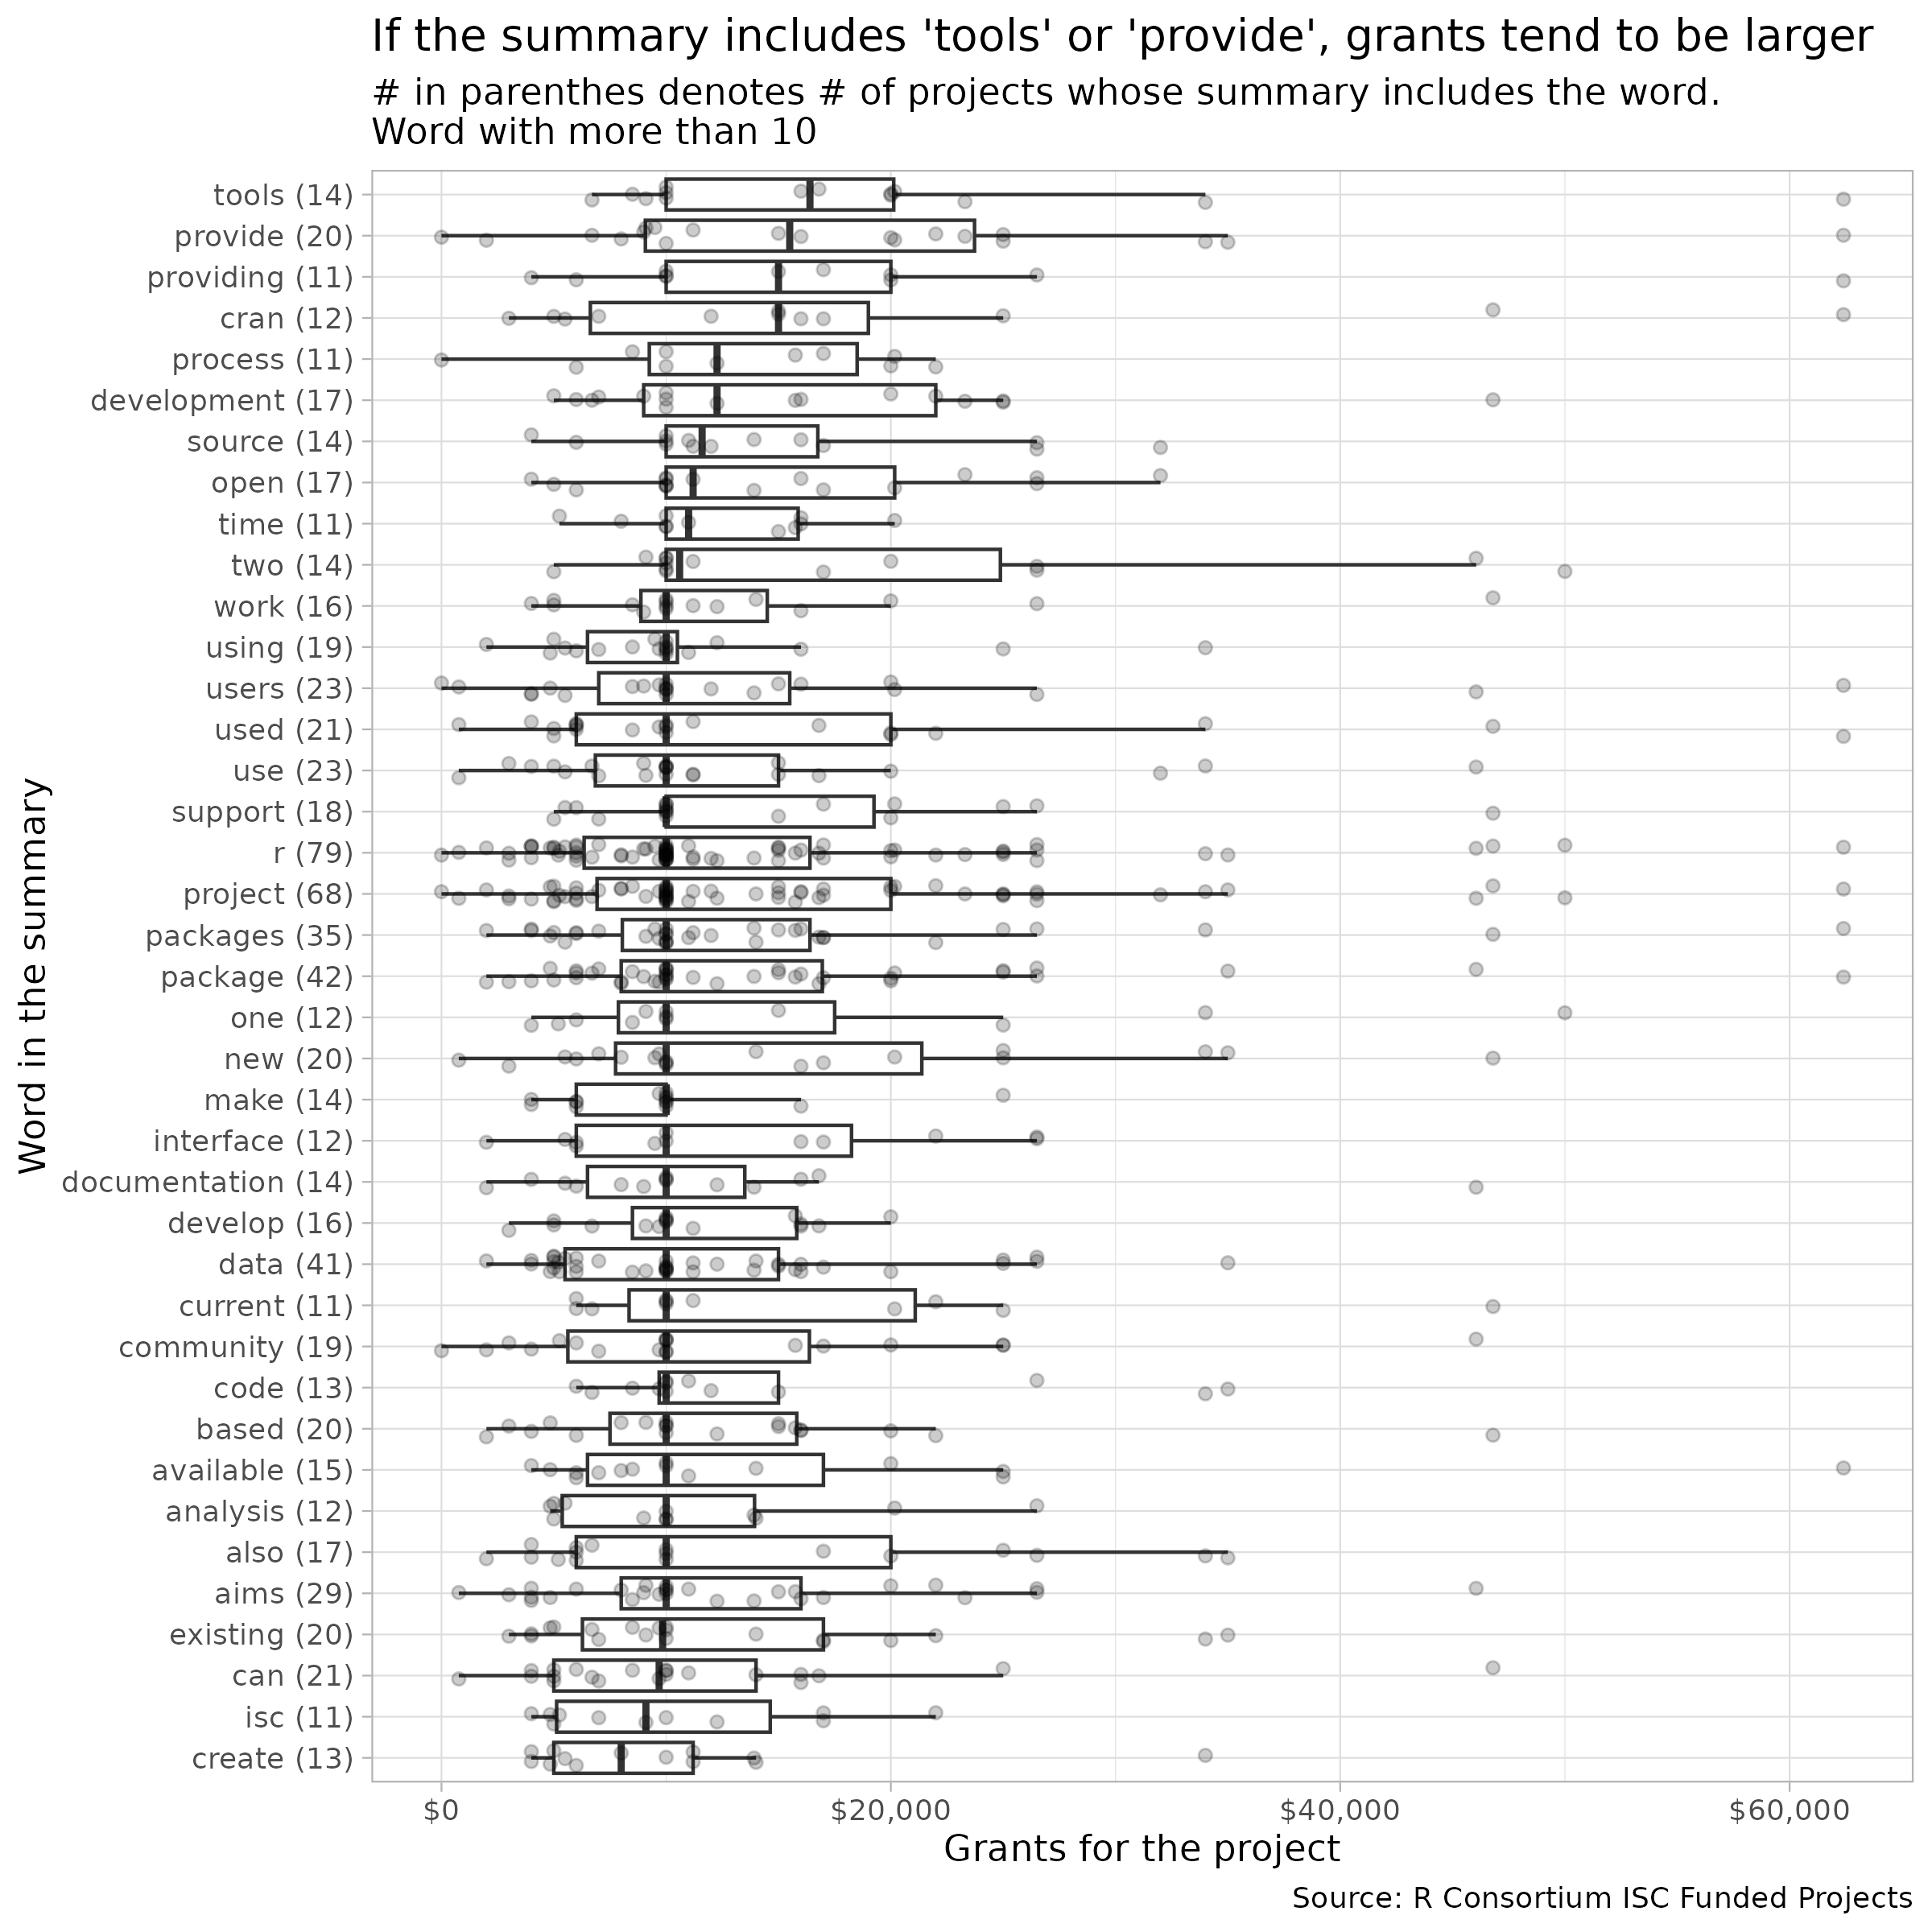 If the summary includes 'tools' or 'provide', grants tend to be larger
# in parenthes denotes # of projects whose summary includes the word.
Word with more than 10
Word in the summary
tools (14)
provide (20)
providing (11)
cran (12)
process (11)
development (17)
source (14)
open (17)
time (11)
two (14)
work (16)
using (19)
users (23)
used (21)
use (23)
support (18)
r (79)
project (68)
packages (35)
package (42)
one (12)
new (20)
make (14)
interface (12)
documentation (14)
develop (16)
data (41)
current (11)
community (19)
code (13)
based (20)
available (15)
analysis (12)
also (17)
aims (29)
existing (20)
can (21)
isc (11)
create (13)
$0 $20,000 $40,000 $60,000
Grants for the project
Source: R Consortium ISC Funded Projects